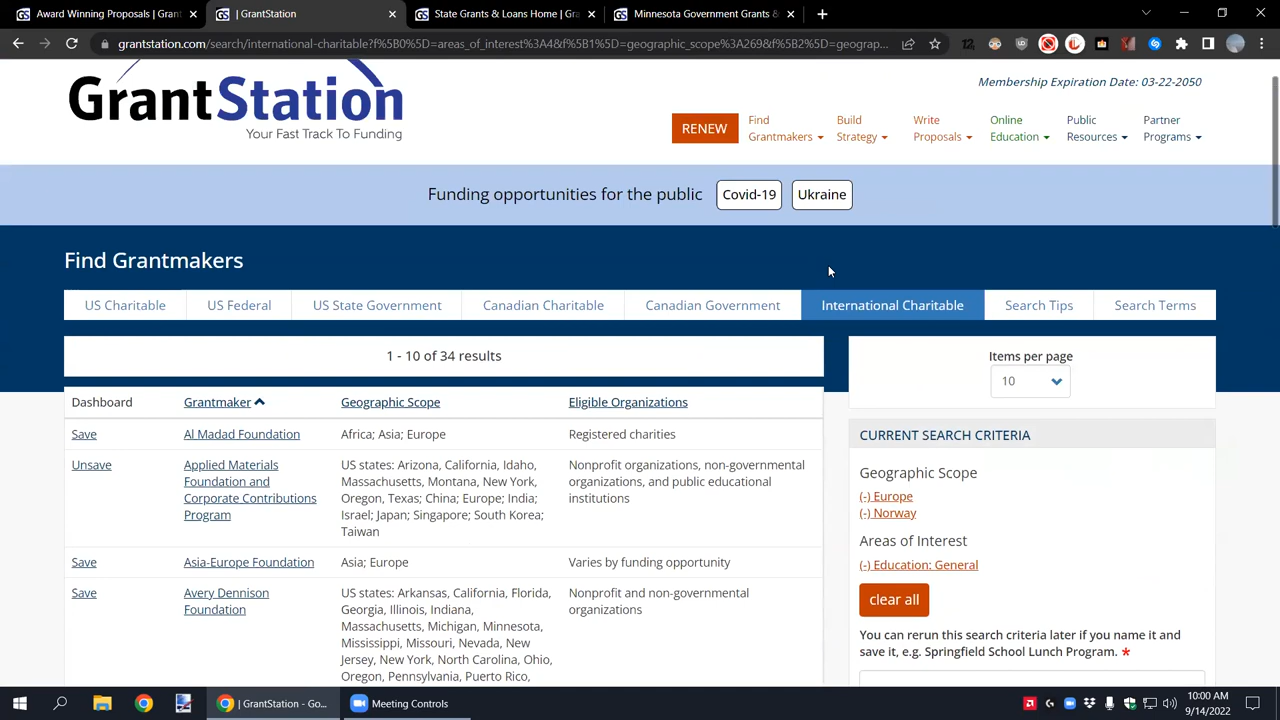 Award Winning Proposals | Grant
| GrantStation
State Grants & Loans Home | Gra
Minnesota Government Grants &
grantstation.com/search/international-charitable?f%5B0%5D=areas_of_interest%3A4&f%5B1%5D=geographic_scope%3A269&f%5B2%5D=geograp...
GrantStation
Your Fast Track To Funding
Membership Expiration Date: 03-22-2050
RENEW
Find Grantmakers
Build Strategy
Write Proposals
Online Education
Public Resources
Partner Programs
Funding opportunities for the public
Covid-19
Ukraine
Find Grantmakers
US Charitable
US Federal
US State Government
Canadian Charitable
Canadian Government
International Charitable
Search Tips
Search Terms
1 - 10 of 34 results
Items per page
10
Dashboard
Grantmaker
Geographic Scope
Eligible Organizations
Save
Al Madad Foundation
Africa; Asia; Europe
Registered charities
Unsave
Applied Materials
Foundation and
Corporate Contributions
Program
US states: Arizona, California, Idaho,
Massachusetts, Montana, New York,
Oregon, Texas; China; Europe; India;
Israel; Japan; Singapore; South Korea;
Taiwan
Nonprofit organizations, non-governmental
organizations, and public educational
institutions
Save
Asia-Europe Foundation
Asia; Europe
Varies by funding opportunity
Save
Avery Dennison
Foundation
US states: Arkansas, California, Florida,
Georgia, Illinois, Indiana,
Massachusetts, Michigan, Minnesota,
Mississippi, Missouri, Nevada, New
Jersey, New York, North Carolina, Ohio,
Oregon, Pennsylvania, Puerto Rico,
Nonprofit and non-governmental
organizations
CURRENT SEARCH CRITERIA
Geographic Scope
(-) Europe
(-) Norway
Areas of Interest
(-) Education: General
clear all
You can rerun this search criteria later if you name it and
save it, e.g. Springfield School Lunch Program. *
| GrantStation - Go...
Meeting Controls
10:00 AM
9/14/2022